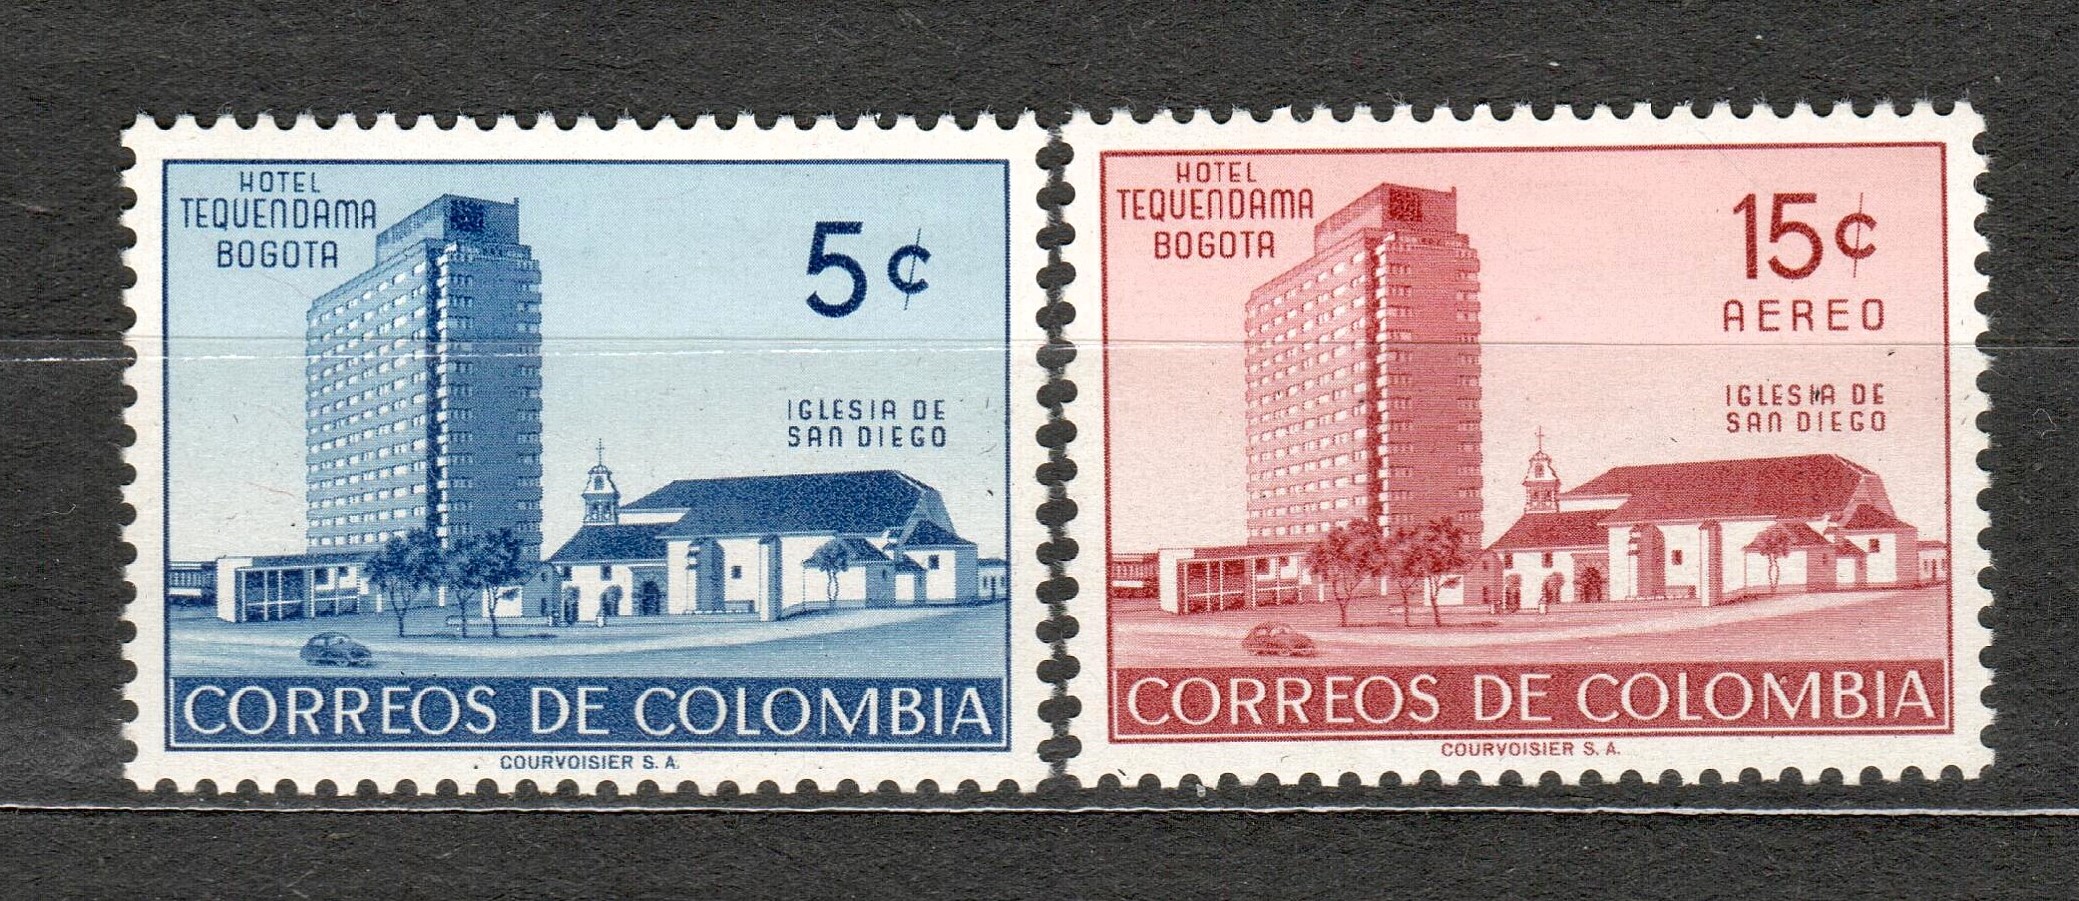 HOTEL
TEQUENDAMA
BOGOTA
5¢
IGLESIA DE
SAN DIEGO
CORREOS DE COLOMBIA
COURVOISIER S. A.
HOTEL
TEQUENDAMA
BOGOTA
15¢
AEREO
IGLESIA DE
SAN DIEGO
CORREOS DE COLOMBIA
COURVOISIER S. A.